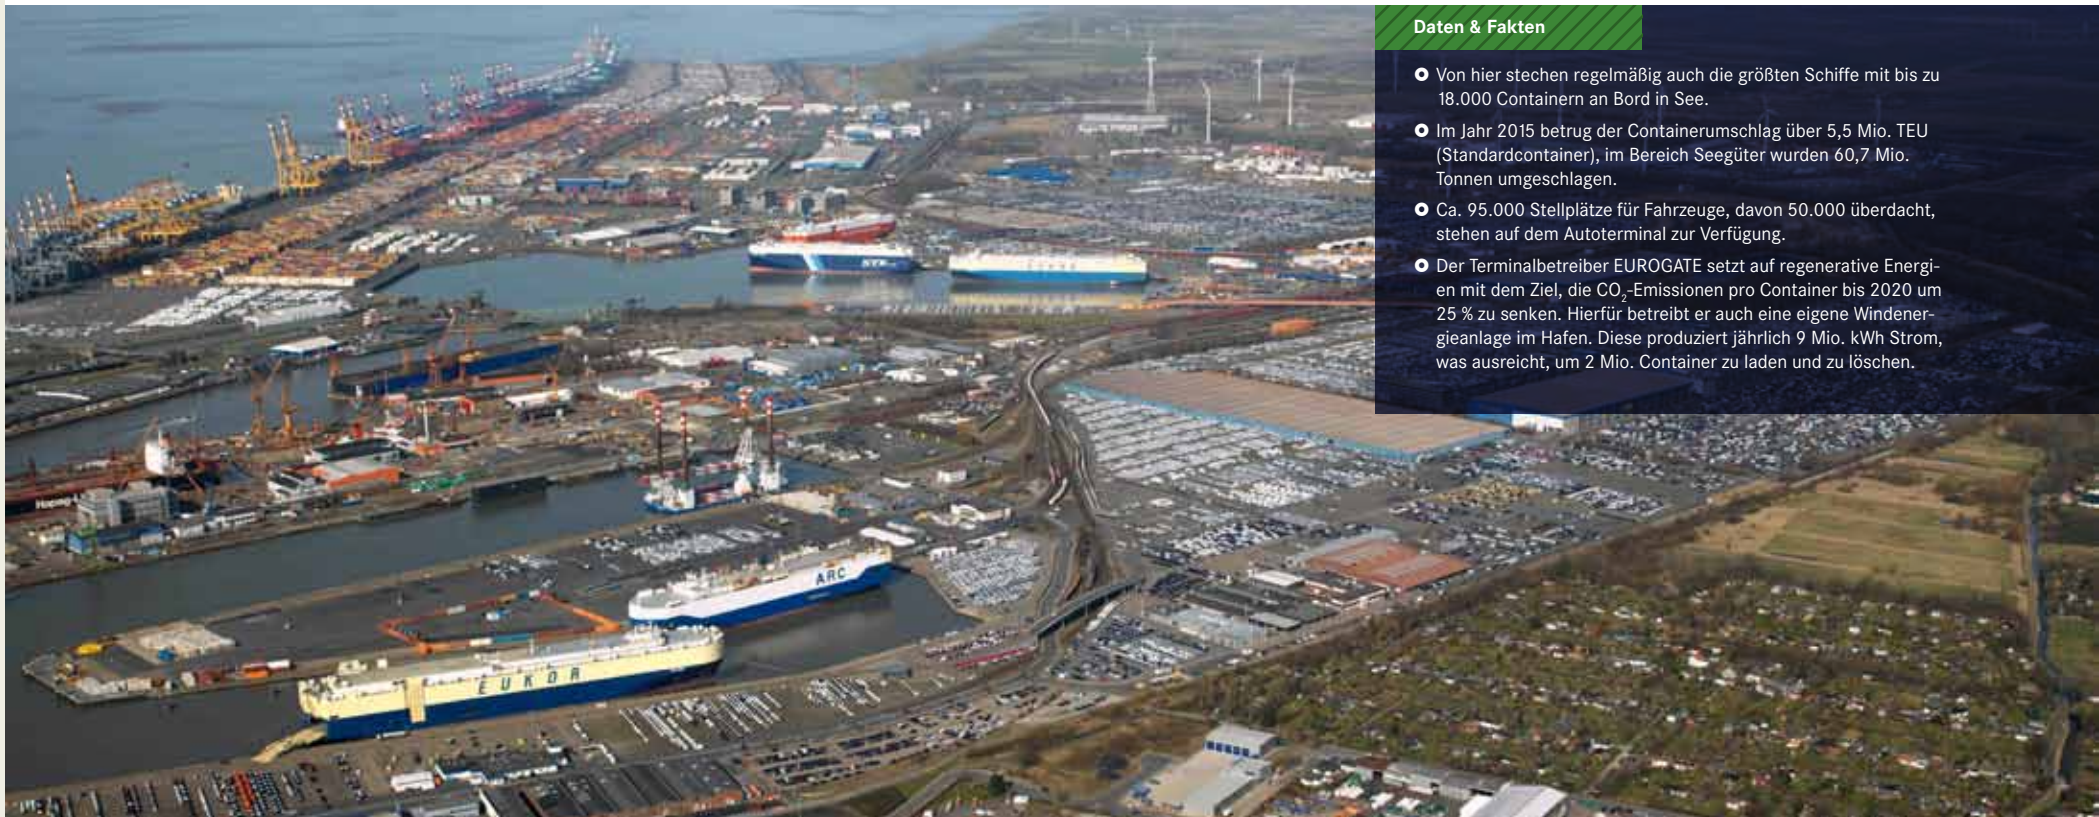 Daten & Fakten
Von hier stechen regelmäßig auch die größten Schiffe mit bis zu
18.000 Containern an Bord in See.
Im Jahr 2015 betrug der Containerumschlag über 5,5 Mio. TEU
(Standardcontainer), im Bereich Seegüter wurden 60,7 Mio.
Tonnen umgeschlagen.
Ca. 95.000 Stellplätze für Fahrzeuge, davon 50.000 überdacht,
stehen auf dem Autoterminal zur Verfügung.
Der Terminalbetreiber EUROGATE setzt auf regenerative Energi-
en mit dem Ziel, die CO₂-Emissionen pro Container bis 2020 um
25 % zu senken. Hierfür betreibt er auch eine eigene Windener-
gieanlage im Hafen. Diese produziert jährlich 9 Mio. kWh Strom,
was ausreicht, um 2 Mio. Container zu laden und zu löschen.
ARC
EUKOR